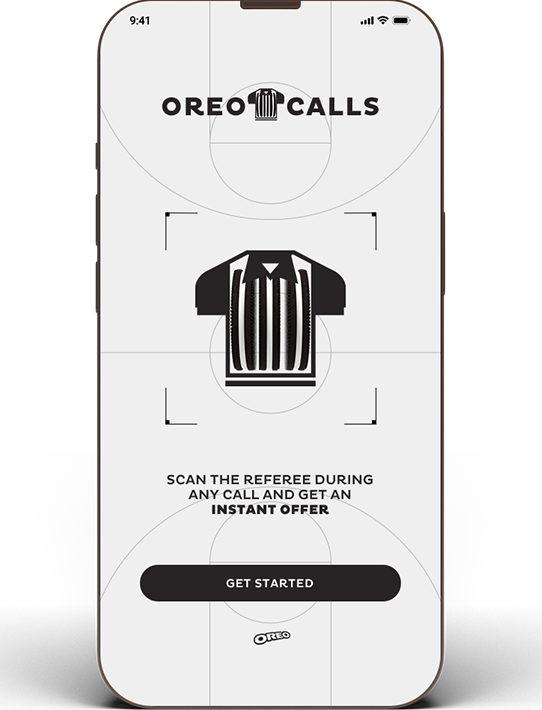 9:41
OREO CALLS
SCAN THE REFEREE DURING
ANY CALL AND GET AN
INSTANT OFFER
GET STARTED
OREO